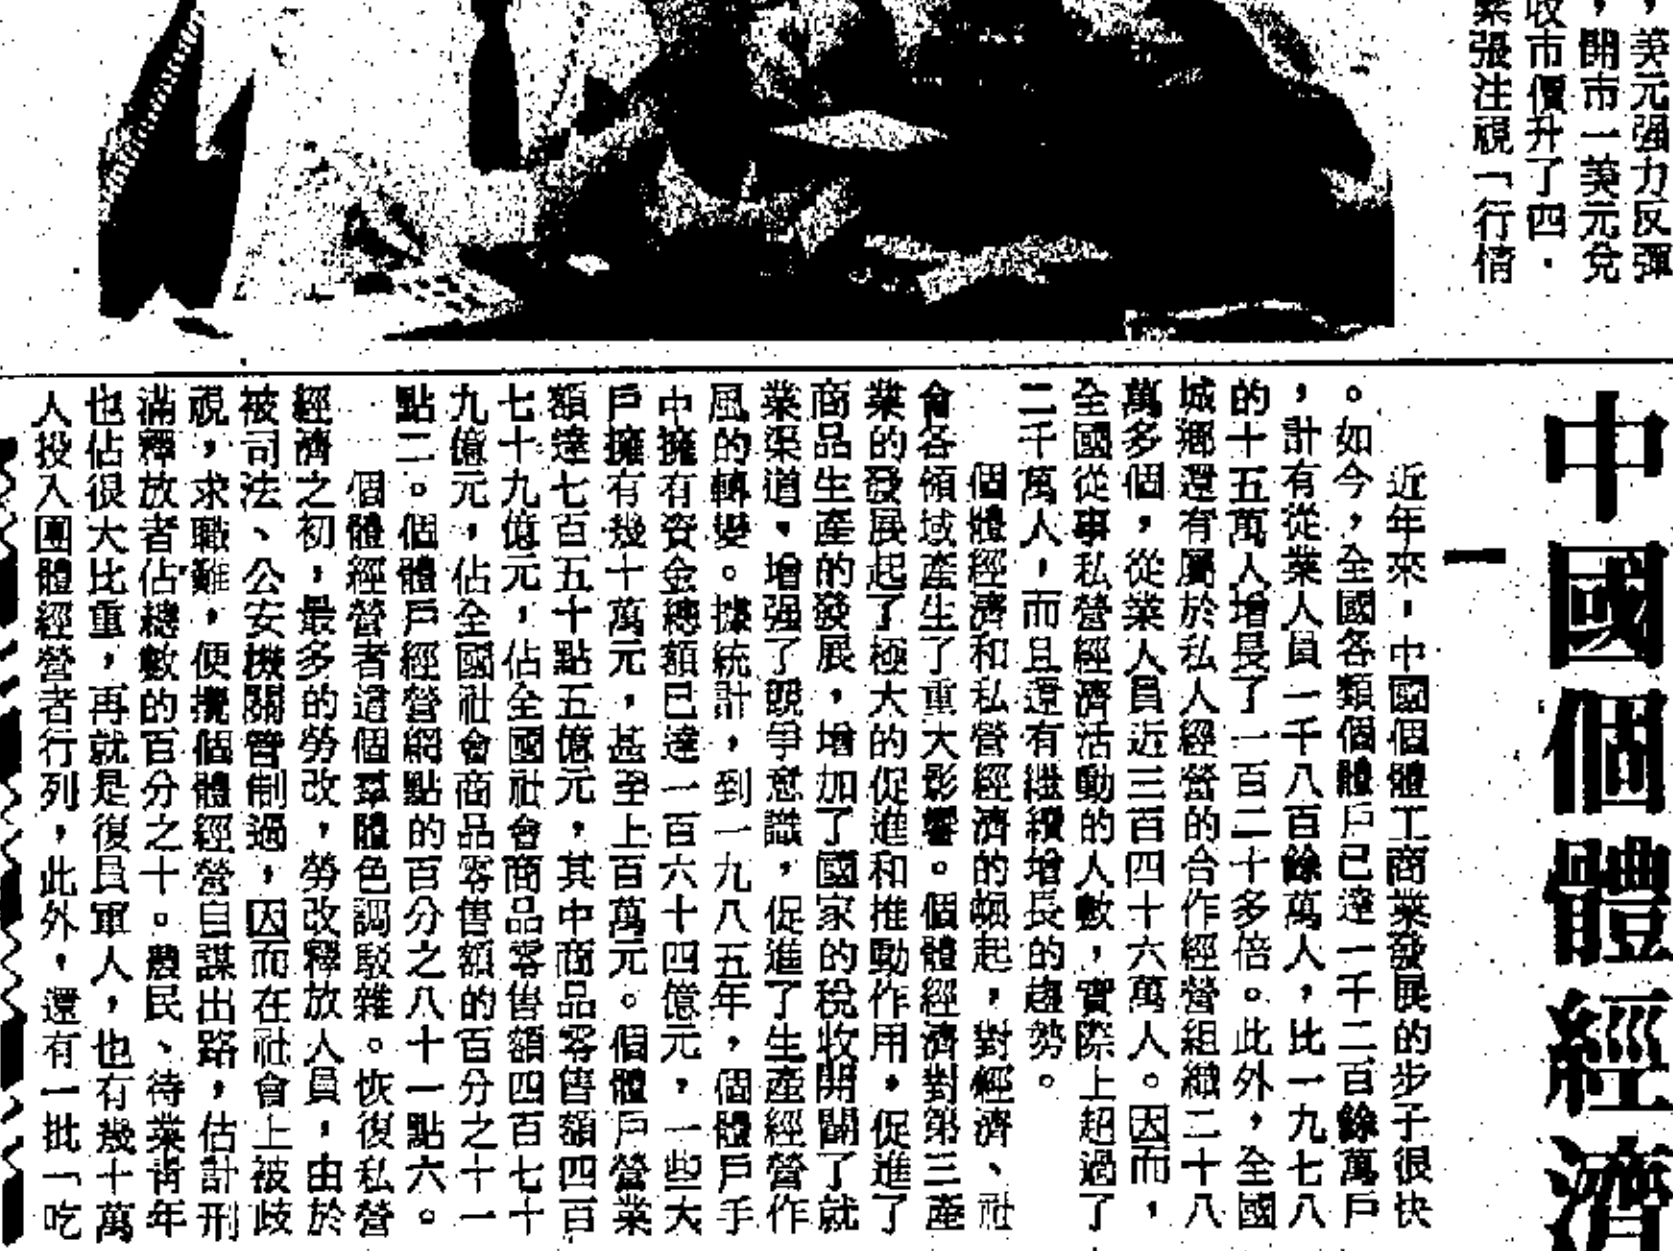 ，美元强力反彈
，開市一美元兌
收市價升了四．
緊張注視「行情
中國個體經濟
一
近年來，中國個體工商業發展的步子很快
。如今，全國各類個體戶已達一千二百餘萬戶
，計有從業人員一千八百餘萬人，比一九七八
的十五萬人增長了一百二十多倍。此外，全國
城鄉還有屬於私人經營的合作經營組織二十八
萬多個，從業人員近三百四十六萬人。因而，
全國從事私營經濟活動的人數，實際上超過了
二千萬人，而且還有繼續增長的趨勢。
個體經濟和私營經濟的崛起，對經濟、社
會各領域產生了重大影響。個體經濟對第三產
業的發展起了極大的促進和推動作用，促進了
商品生產的發展，增加了國家的稅收開闢了就
業渠道，增强了競爭意識，促進了生產經營作
風的轉變。據統計，到一九八五年，個體戶手
中擁有資金總額已達一百六十四億元，一些大
戶擁有幾十萬元，甚至上百萬元。個體戶營業
額達七百五十點五億元，其中商品零售額四百
七十九億元，佔全國社會商品零售額四百七十
九億元，佔全國社會商品零售額的百分之十一
點二。個體戶經營網點的百分之八十一點六。
個體經營者這個羣體色調駁雜。恢復私營
經濟之初，最多的勞改，勞改釋放人員，由於
被司法、公安機關管制過，因而在社會上被歧
視，求職難，便攪個體經營自謀出路，估計刑
滿釋放者佔總數的百分之十。農民、待業青年
也佔很大比重，再就是復員軍人，也有幾十萬
人投入團體經營者行列，此外，還有一批「吃